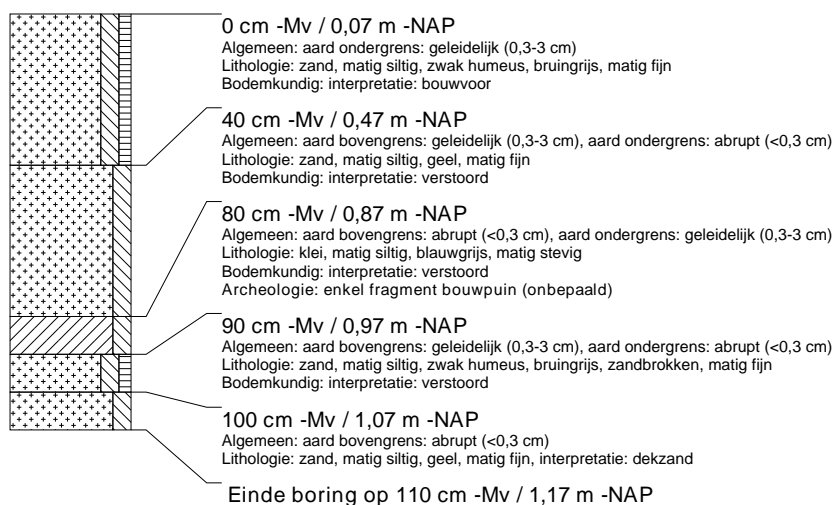 0 cm -Mv / 0,07 m -NAP
Algemeen: aard ondergrens: geleidelijk (0,3-3 cm)
Lithologie: zand, matig siltig, zwak humeus, bruingrijs, matig fijn
Bodemkundig: interpretatie: bouwvoor
40 cm -Mv / 0,47 m -NAP
Algemeen: aard bovengrens: geleidelijk (0,3-3 cm), aard ondergrens: abrupt (<0,3 cm)
Lithologie: zand, matig siltig, geel, matig fijn
Bodemkundig: interpretatie: verstoord
80 cm -Mv / 0,87 m -NAP
Algemeen: aard bovengrens: abrupt (<0,3 cm), aard ondergrens: geleidelijk (0,3-3 cm)
Lithologie: klei, matig siltig, blauwgrijs, matig stevig
Bodemkundig: interpretatie: verstoord
Archeologie: enkel fragment bouwpuin (onbepaald)
90 cm -Mv / 0,97 m -NAP
Algemeen: aard bovengrens: geleidelijk (0,3-3 cm), aard ondergrens: abrupt (<0,3 cm)
Lithologie: zand, matig siltig, zwak humeus, bruingrijs, zandbrokken, matig fijn
Bodemkundig: interpretatie: verstoord
100 cm -Mv / 1,07 m -NAP
Algemeen: aard bovengrens: abrupt (<0,3 cm)
Lithologie: zand, matig siltig, geel, matig fijn, interpretatie: dekzand
Einde boring op 110 cm -Mv / 1,17 m -NAP